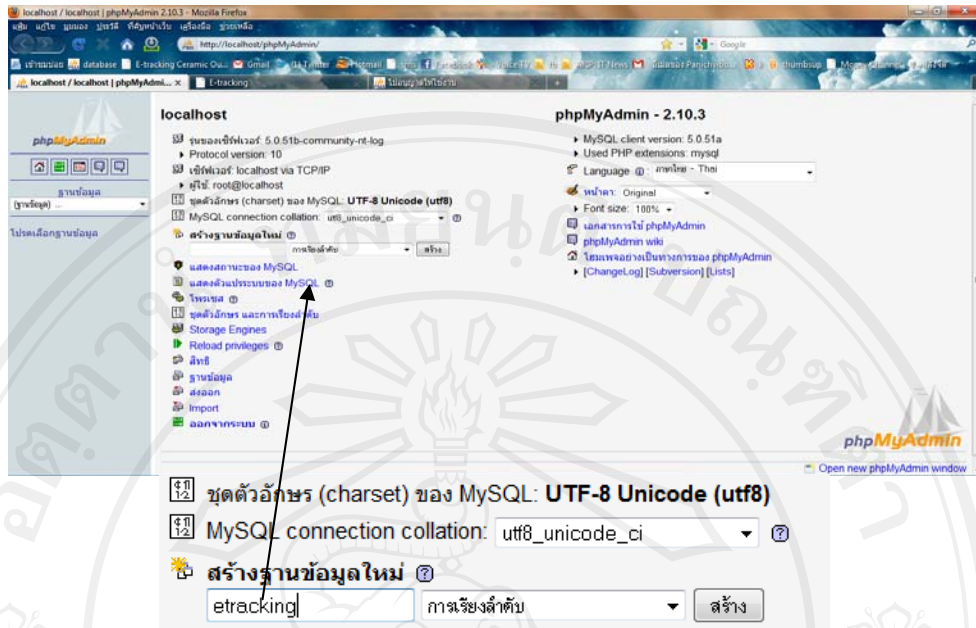 localhost / localhost | phpMyAdmin 2.10.3 - Mozilla Firefox
http://localhost/phpMyAdmin/
Google
localhost / localhost | phpMyAdmi... ×
E-tracking
phpMyAdmin
ฐานข้อมูล
(ฐานข้อมูล) ...
โปรดเลือกฐานข้อมูล
localhost
รุ่นของเซิร์ฟเวอร์: 5.0.51b-community-nt-log
Protocol version: 10
เซิร์ฟเวอร์: localhost via TCP/IP
ผู้ใช้: root@localhost
ชุดตัวอักษร (charset) ของ MySQL: UTF-8 Unicode (utf8)
MySQL connection collation: utf8_unicode_ci
สร้างฐานข้อมูลใหม่
การเรียงลำดับ
สร้าง
แสดงสถานะของ MySQL
แสดงตัวแปรระบบของ MySQL
โพรเซส
ชุดตัวอักษร และการเรียงลำดับ
Storage Engines
Reload privileges
สิทธิ
ฐานข้อมูล
ส่งออก
Import
ออกจากระบบ
phpMyAdmin - 2.10.3
MySQL client version: 5.0.51a
Used PHP extensions: mysql
Language: ภาษาไทย - Thai
หน้าตา: Original
Font size: 100%
เอกสารการใช้ phpMyAdmin
phpMyAdmin wiki
โฮมเพจอย่างเป็นทางการของ phpMyAdmin
[ChangeLog] [Subversion] [Lists]
phpMyAdmin
Open new phpMyAdmin window
ชุดตัวอักษร (charset) ของ MySQL: UTF-8 Unicode (utf8)
MySQL connection collation: utf8_unicode_ci
สร้างฐานข้อมูลใหม่
etracking
การเรียงลำดับ
สร้าง